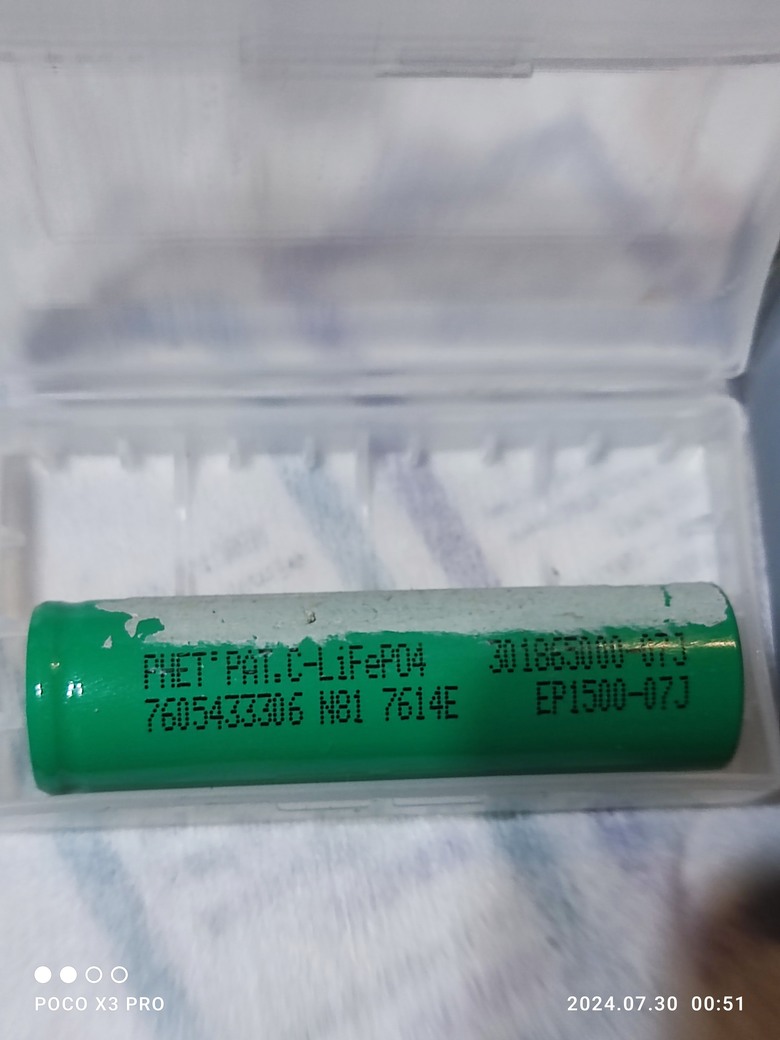 PHET PAT.C-LiFePO4 301865000-07J
7605433306 N81 7614E EP1500-07J
POCO X3 PRO 2024.07.30 00:51